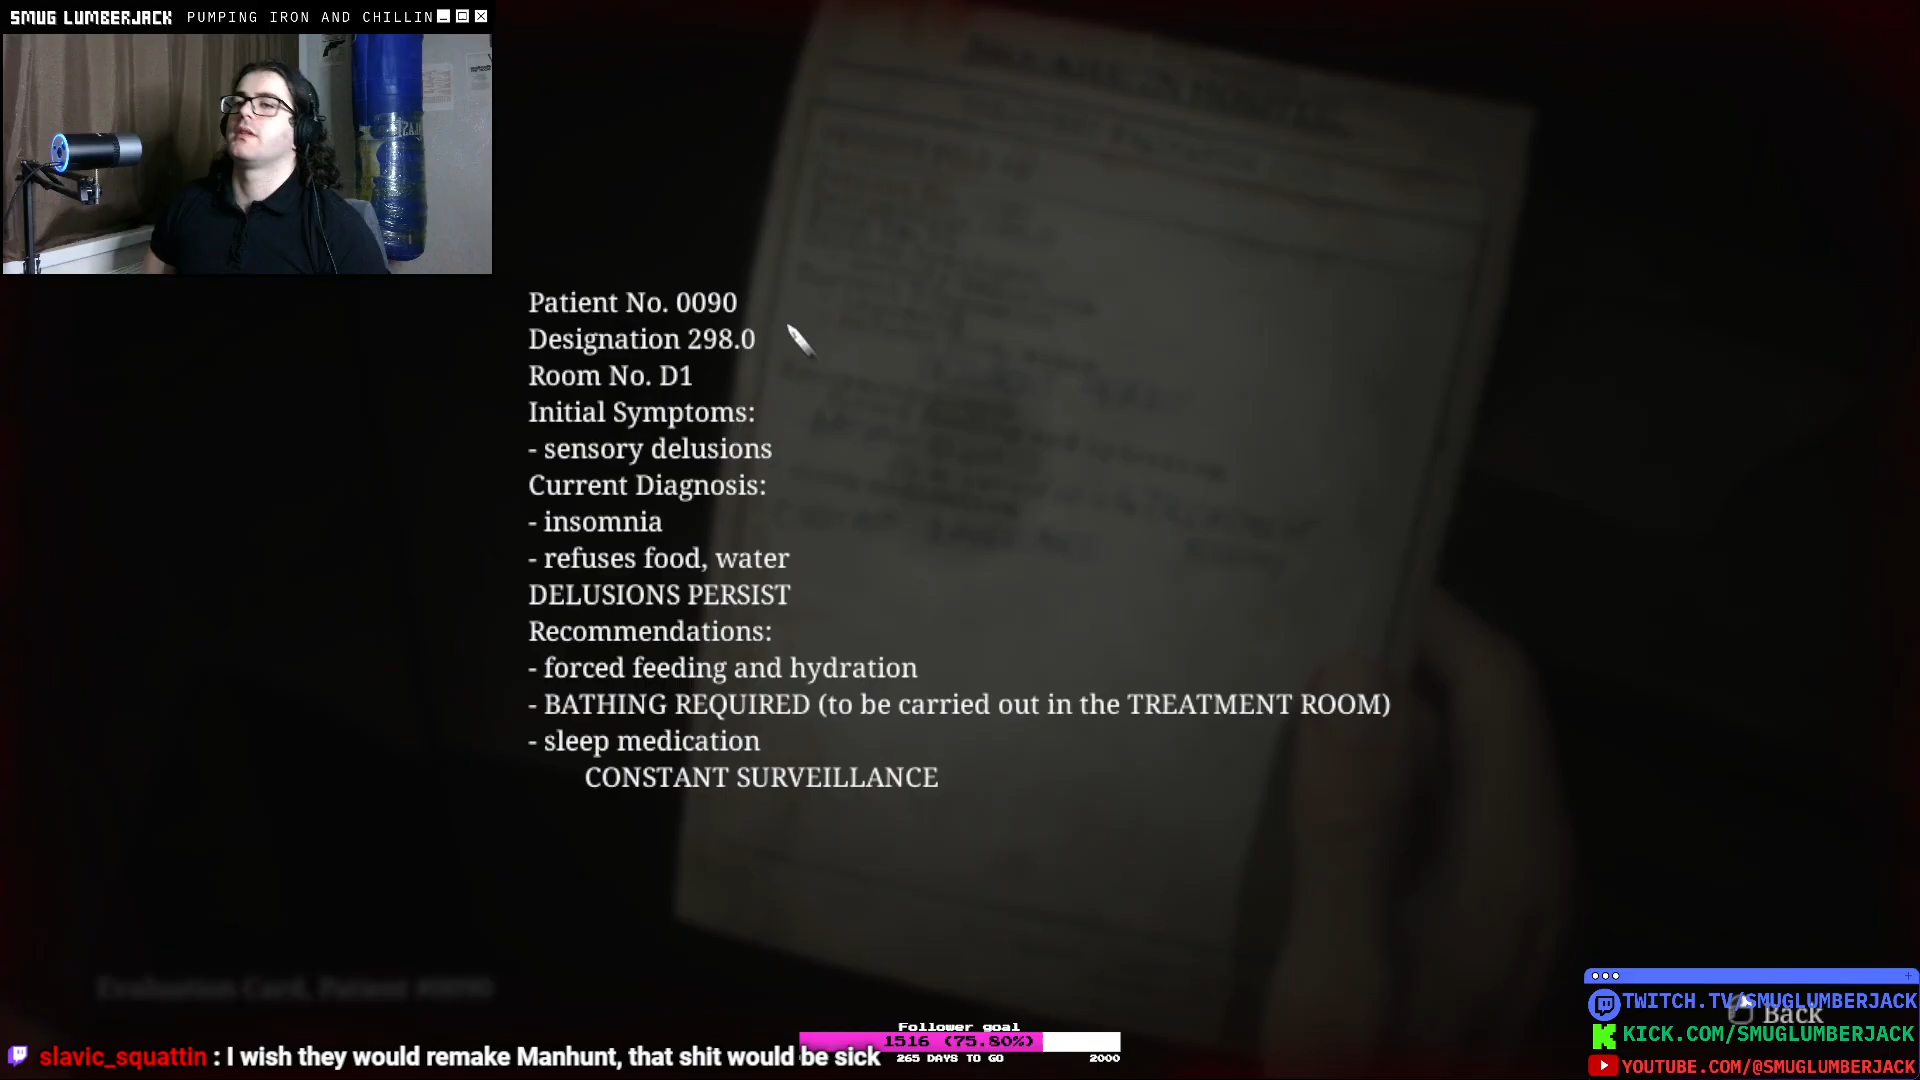 SMUG LUMBERJACK PUMPING IRON AND CHILLIN
Patient No. 0090
Designation 298.0
Room No. D1
Initial Symptoms:
- sensory delusions
Current Diagnosis:
- insomnia
- refuses food, water
DELUSIONS PERSIST
Recommendations:
- forced feeding and hydration
- BATHING REQUIRED (to be carried out in the TREATMENT ROOM)
- sleep medication
CONSTANT SURVEILLANCE
Evaluation Card, Patient #0090
Back
TWITCH.TV/SMUGLUMBERJACK
KICK.COM/SMUGLUMBERJACK
YOUTUBE.COM/@SMUGLUMBERJACK
Follower goal
1516 (75.80%)
265 DAYS TO GO 2000
slavic_squattin : I wish they would remake Manhunt, that shit would be sick